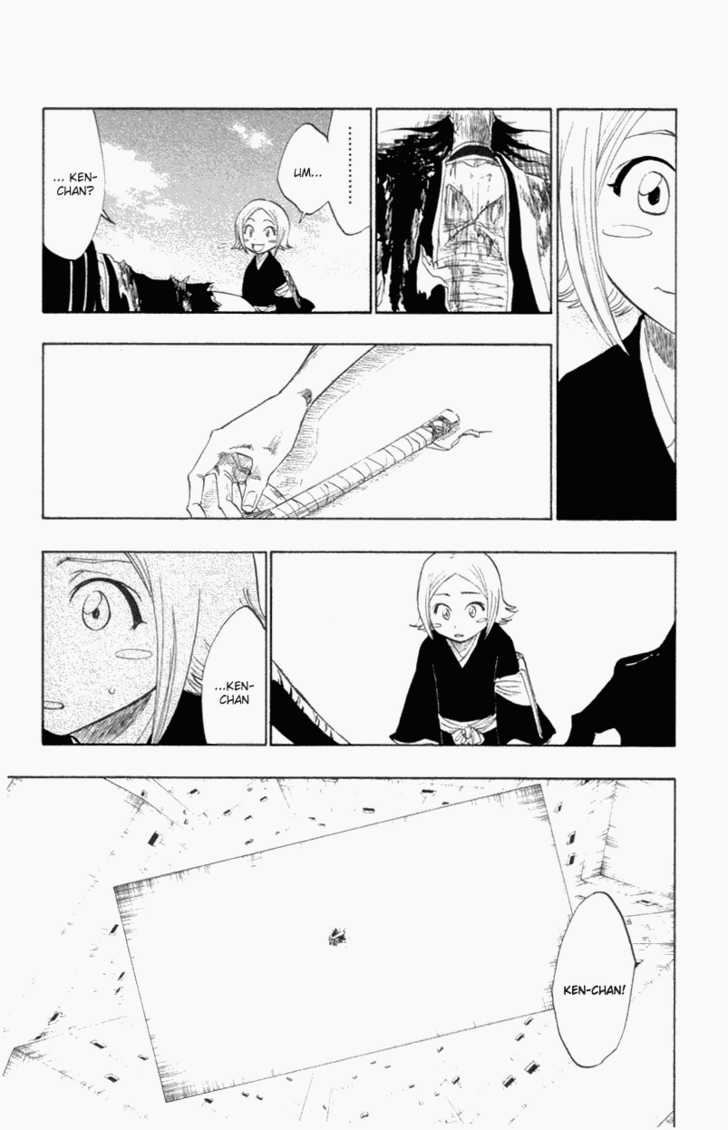 ............
UM...
... KEN-
CHAN?
...KEN-
CHAN
KEN-CHAN!